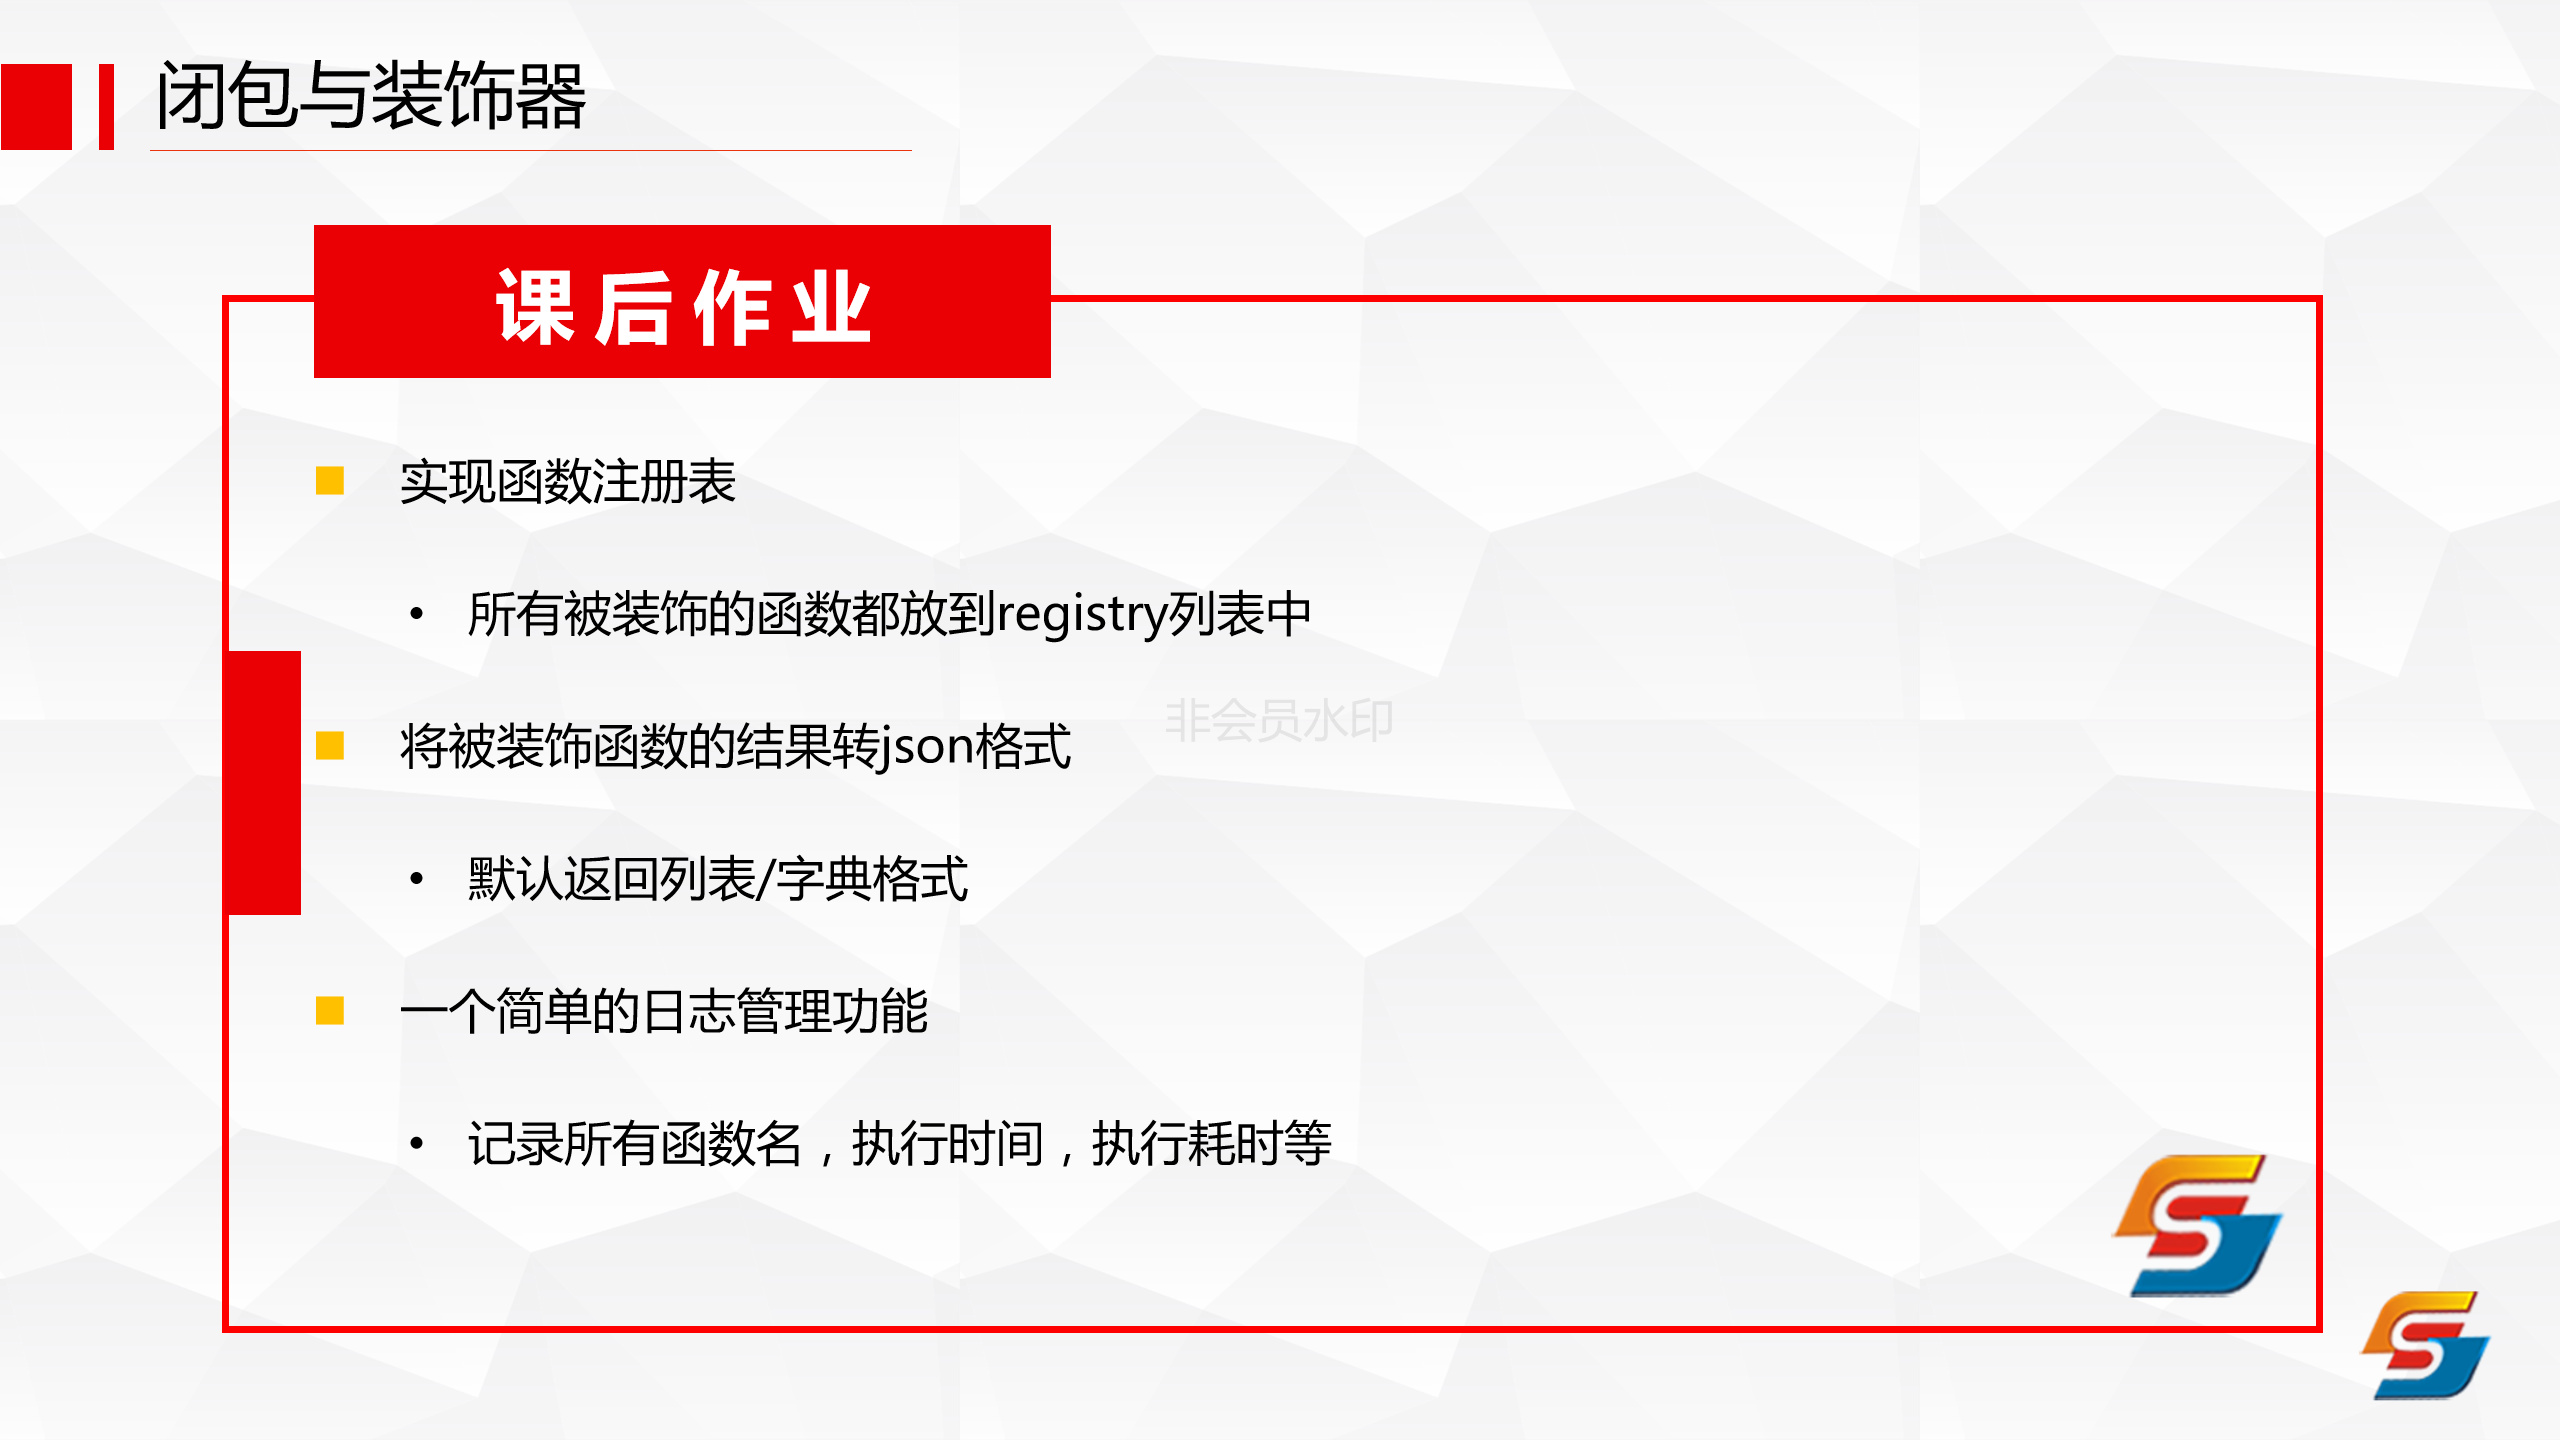 闭包与装饰器
课后作业
实现函数注册表
• 所有被装饰的函数都放到registry列表中
非会员水印
将被装饰函数的结果转json格式
• 默认返回列表/字典格式
一个简单的日志管理功能
• 记录所有函数名，执行时间，执行耗时等